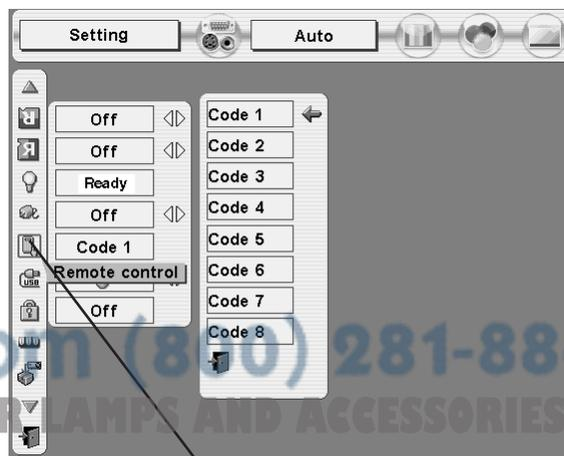 Setting Auto
Off Code 1
Off Code 2
Ready Code 3
Off Code 4
Code 1 Code 5
Remote control Code 6
USB
Off Code 7
Code 8
om (800) 281-88
R LAMPS AND ACCESSORIES